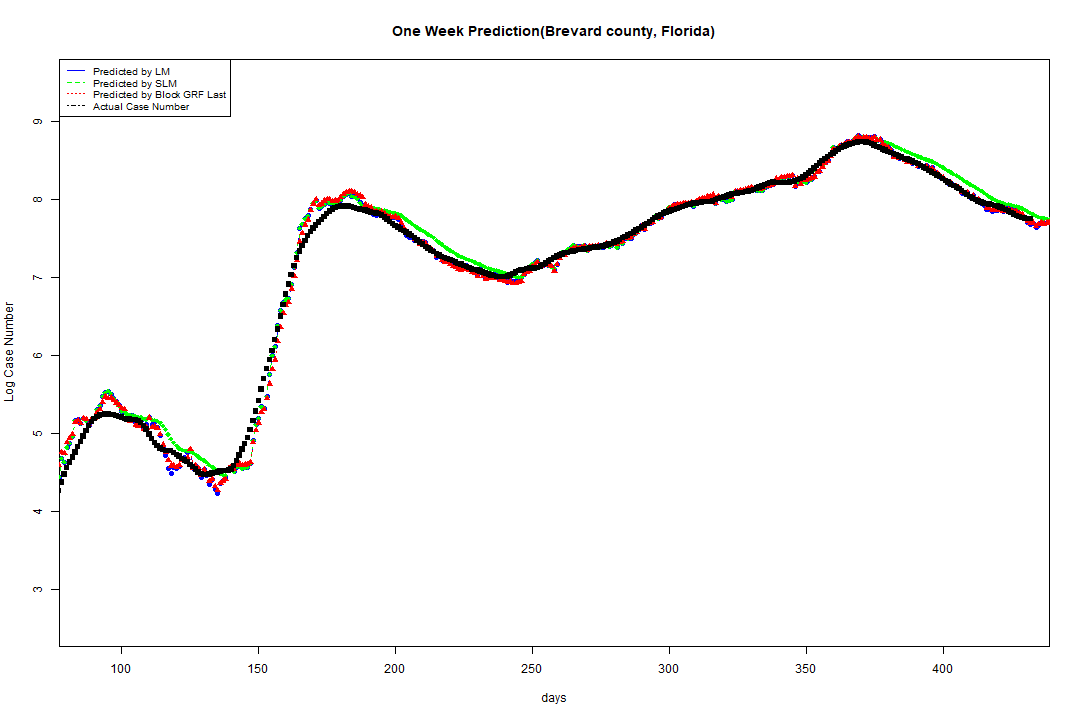 One Week Prediction(Brevard county, Florida)
Predicted by LM
Predicted by SLM
Predicted by Block GRF Last
Actual Case Number
Log Case Number
9
8
7
6
5
4
3
100 150 200 250 300 350 400
days